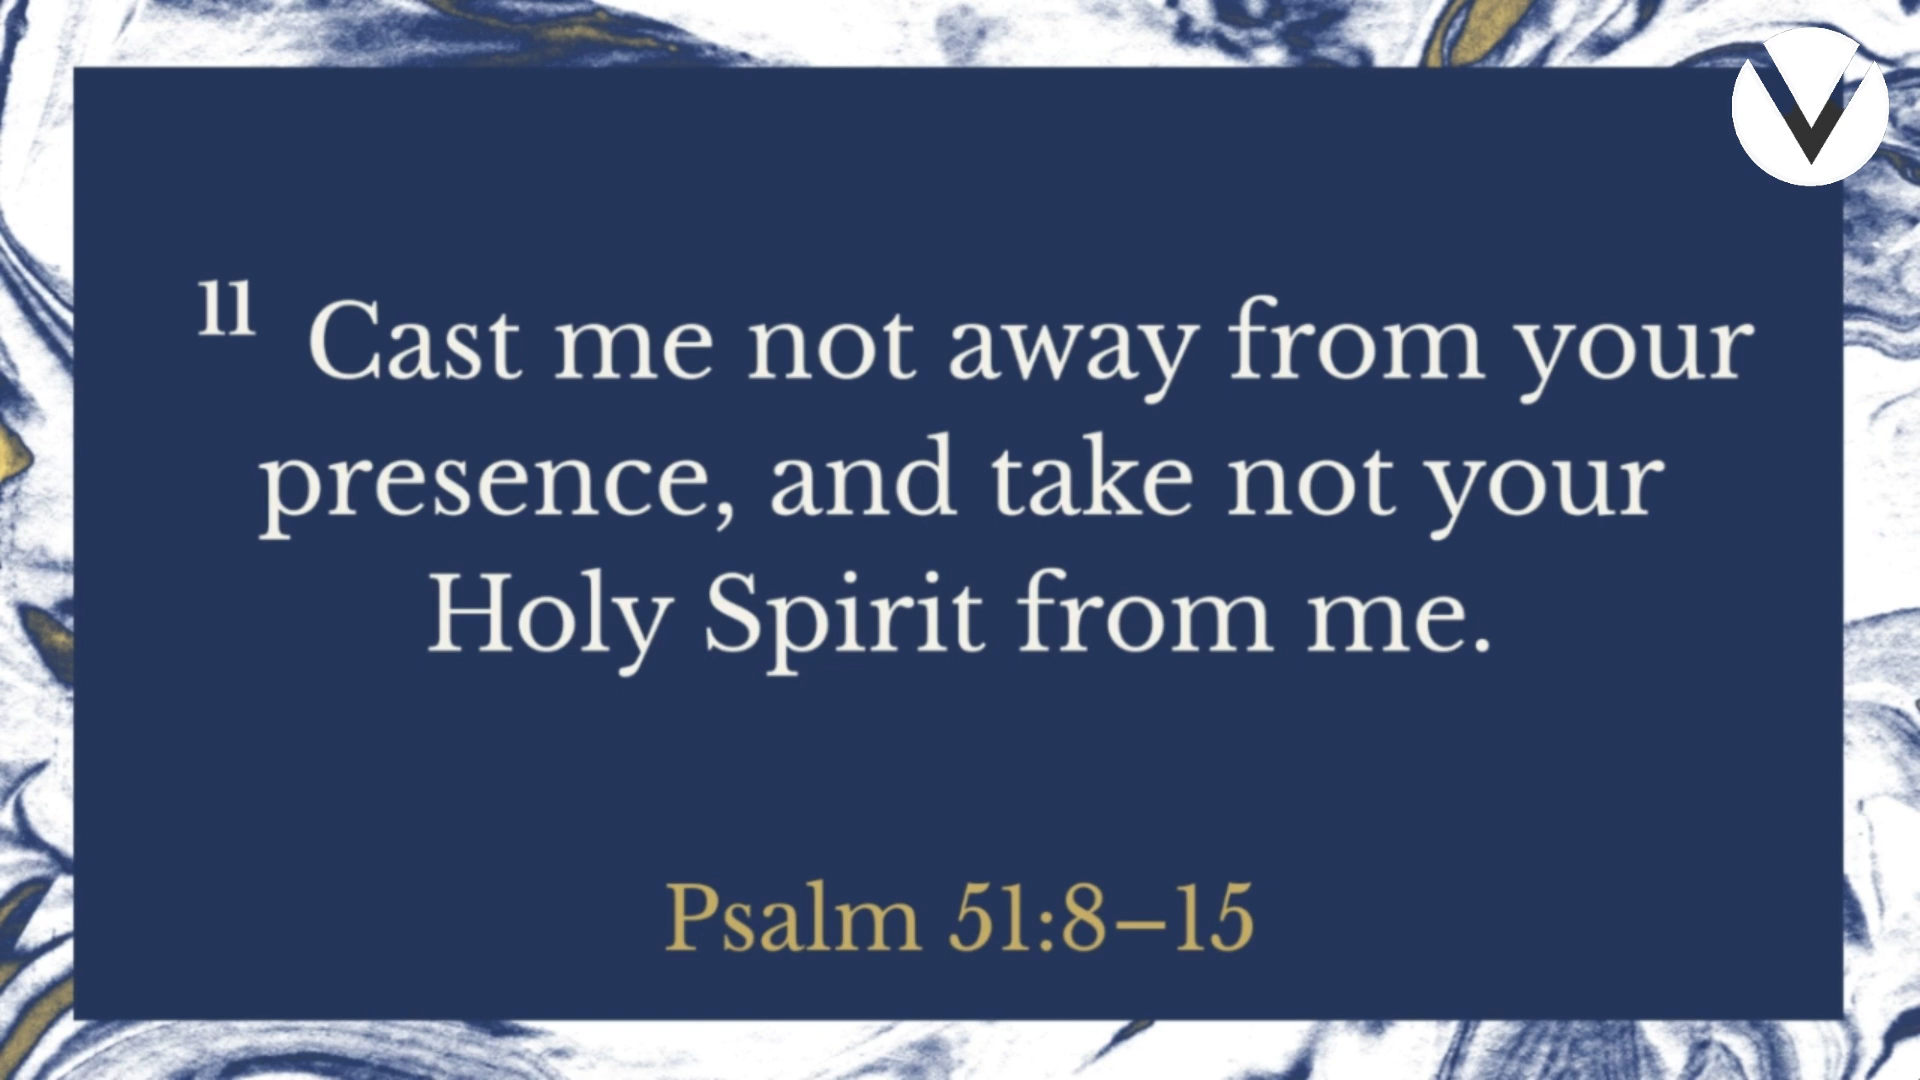 11 Cast me not away from your
presence, and take not your
Holy Spirit from me.
Psalm 51:8–15